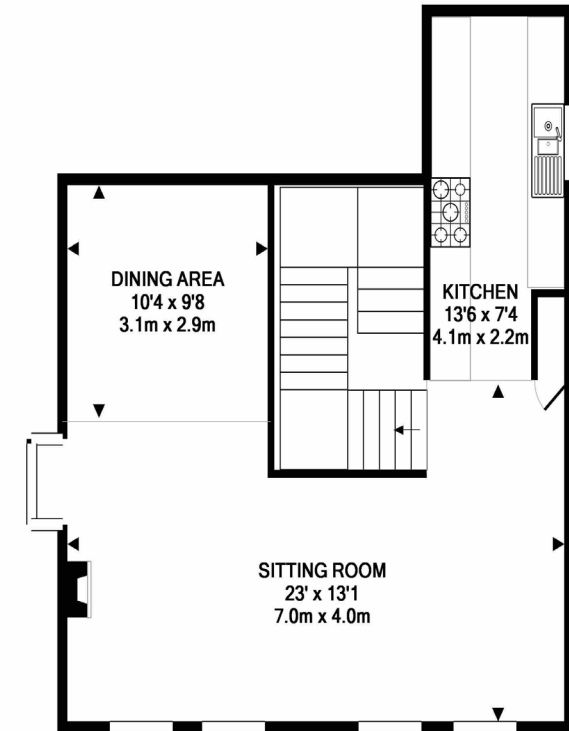 DINING AREA
10'4 x 9'8
3.1m x 2.9m
KITCHEN
13'6 x 7'4
4.1m x 2.2m
SITTING ROOM
23' x 13'1
7.0m x 4.0m